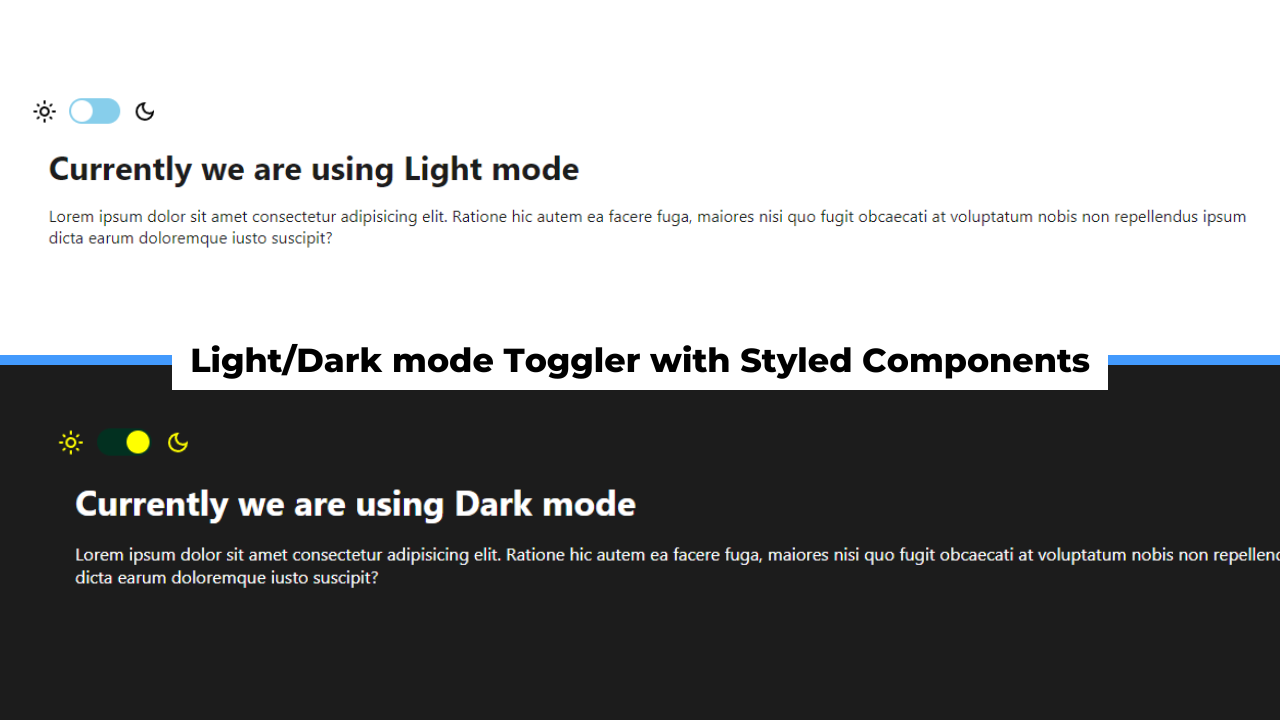 Currently we are using Light mode
Lorem ipsum dolor sit amet consectetur adipisicing elit. Ratione hic autem ea facere fuga, maiores nisi quo fugit obcaecati at voluptatum nobis non repellendus ipsum
dicta earum doloremque iusto suscipit?
Light/Dark mode Toggler with Styled Components
Currently we are using Dark mode
Lorem ipsum dolor sit amet consectetur adipisicing elit. Ratione hic autem ea facere fuga, maiores nisi quo fugit obcaecati at voluptatum nobis non repellend
dicta earum doloremque iusto suscipit?